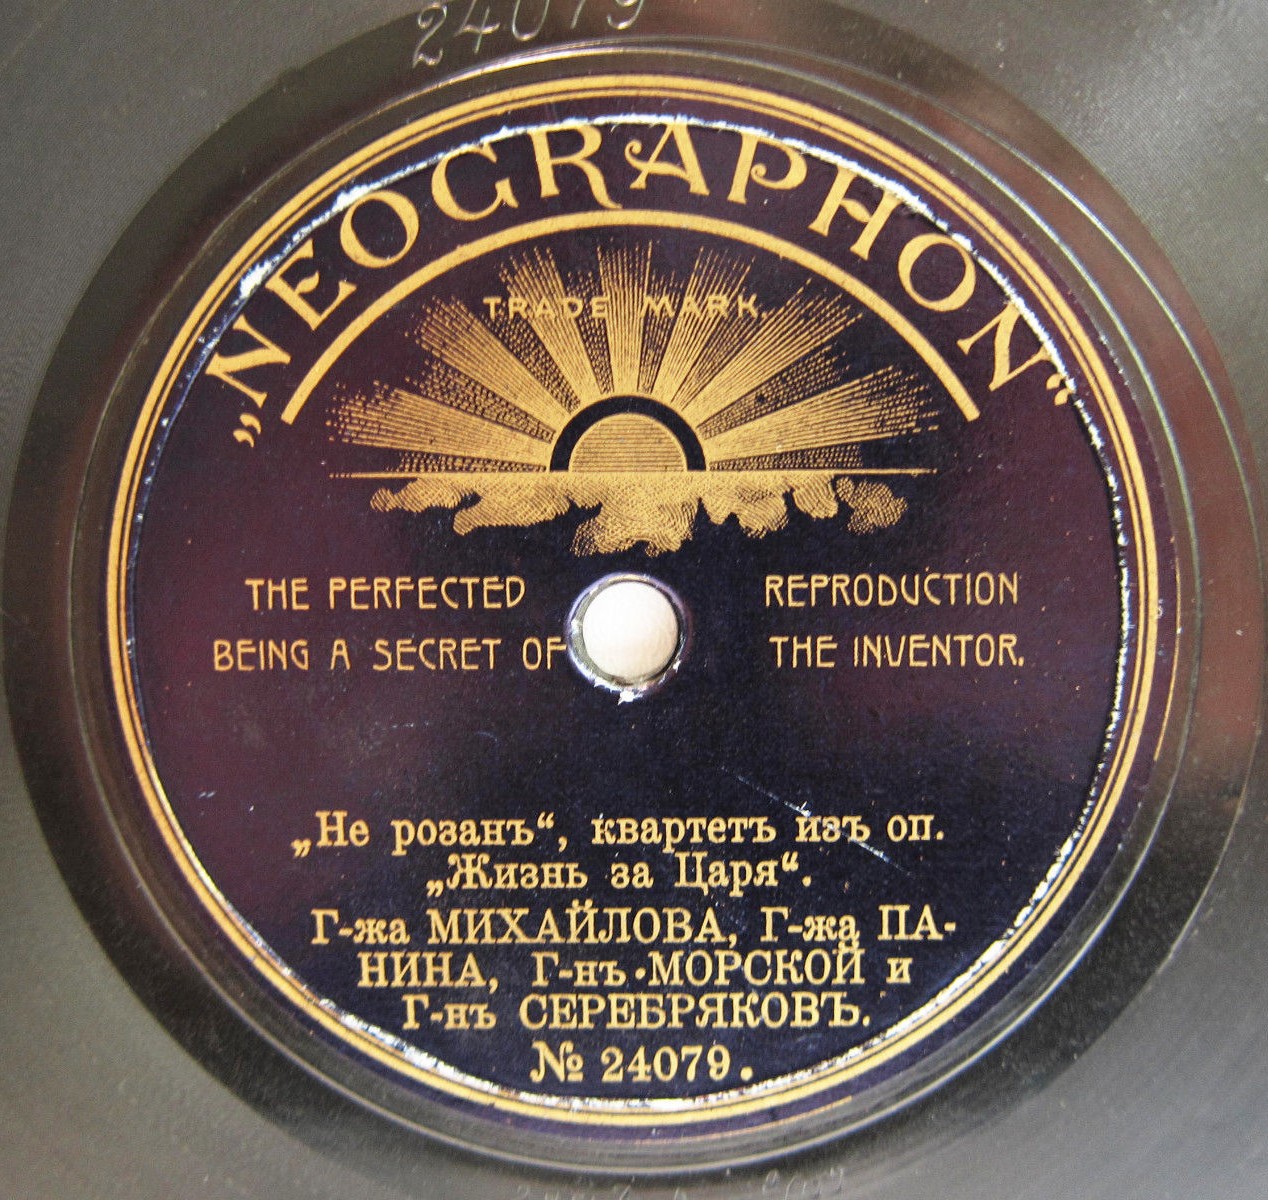 24079
„NEOGRAPHON“
TRADE MARK.
THE PERFECTED REPRODUCTION
BEING A SECRET OF THE INVENTOR.
„Не розанъ“, квартетъ изъ оп.
„Жизнь за Царя“.
Г-жа МИХАЙЛОВА, Г-жа ПА-
НИНА, Г-нъ МОРСКОЙ и
Г-нъ СЕРЕБРЯКОВЪ.
№ 24079.